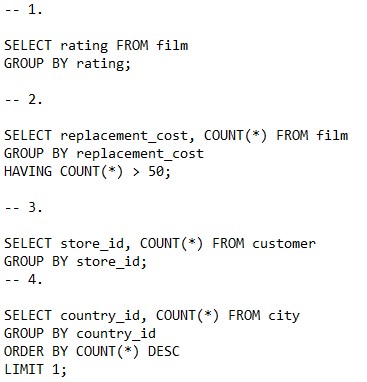 -- 1.
SELECT rating FROM film
GROUP BY rating;
-- 2.
SELECT replacement_cost, COUNT(*) FROM film
GROUP BY replacement_cost
HAVING COUNT(*) > 50;
-- 3.
SELECT store_id, COUNT(*) FROM customer
GROUP BY store_id;
-- 4.
SELECT country_id, COUNT(*) FROM city
GROUP BY country_id
ORDER BY COUNT(*) DESC
LIMIT 1;